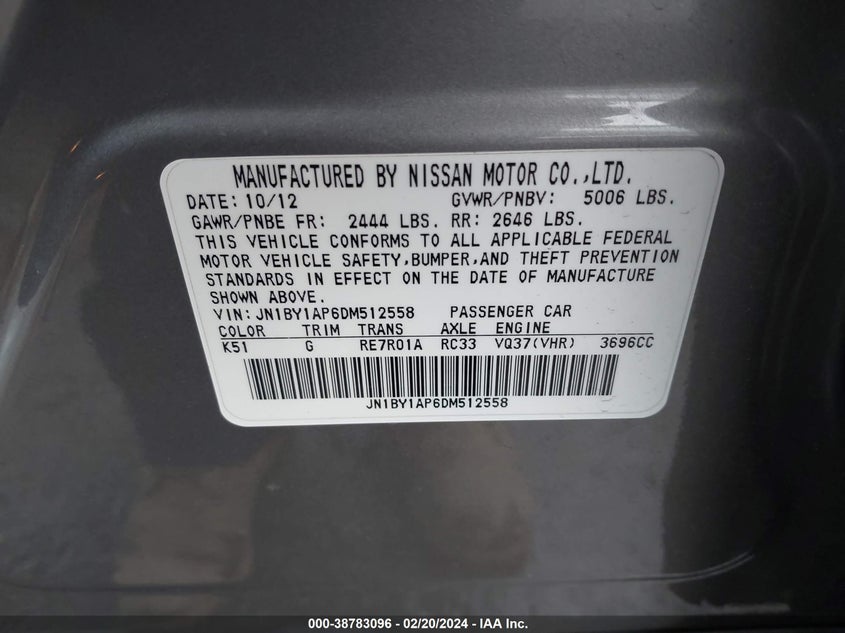 MANUFACTURED BY NISSAN MOTOR CO.,LTD.
DATE: 10/12 GVWR/PNBV: 5006 LBS.
GAWR/PNBE FR: 2444 LBS. RR: 2646 LBS.
THIS VEHICLE CONFORMS TO ALL APPLICABLE FEDERAL
MOTOR VEHICLE SAFETY,BUMPER,AND THEFT PREVENTION
STANDARDS IN EFFECT ON THE DATE OF MANUFACTURE
SHOWN ABOVE.
VIN: JN1BY1AP6DM512558 PASSENGER CAR
COLOR TRIM TRANS AXLE ENGINE
K51 G RE7R01A RC33 VQ37(VHR) 3696CC
JN1BY1AP6DM512558
000-38783096 - 02/20/2024 - IAA Inc.